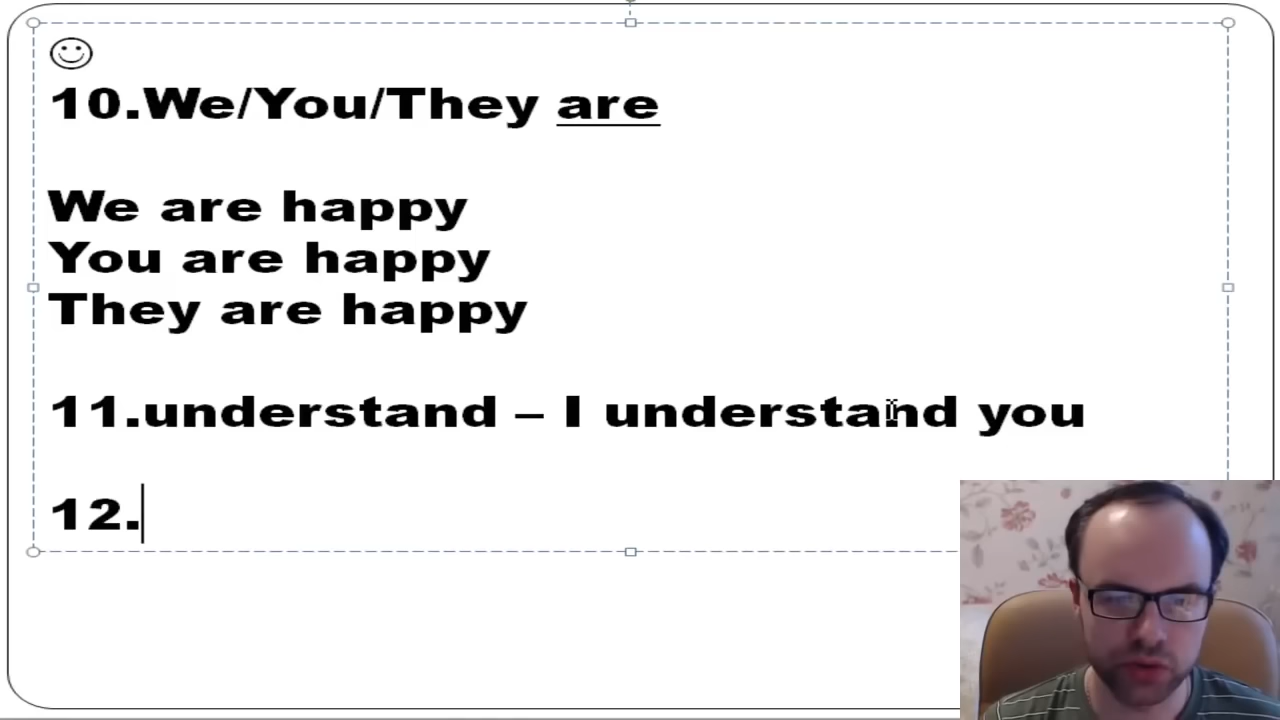 ☺
10.We/You/They are
We are happy
You are happy
They are happy
11.understand – I understand you
12.